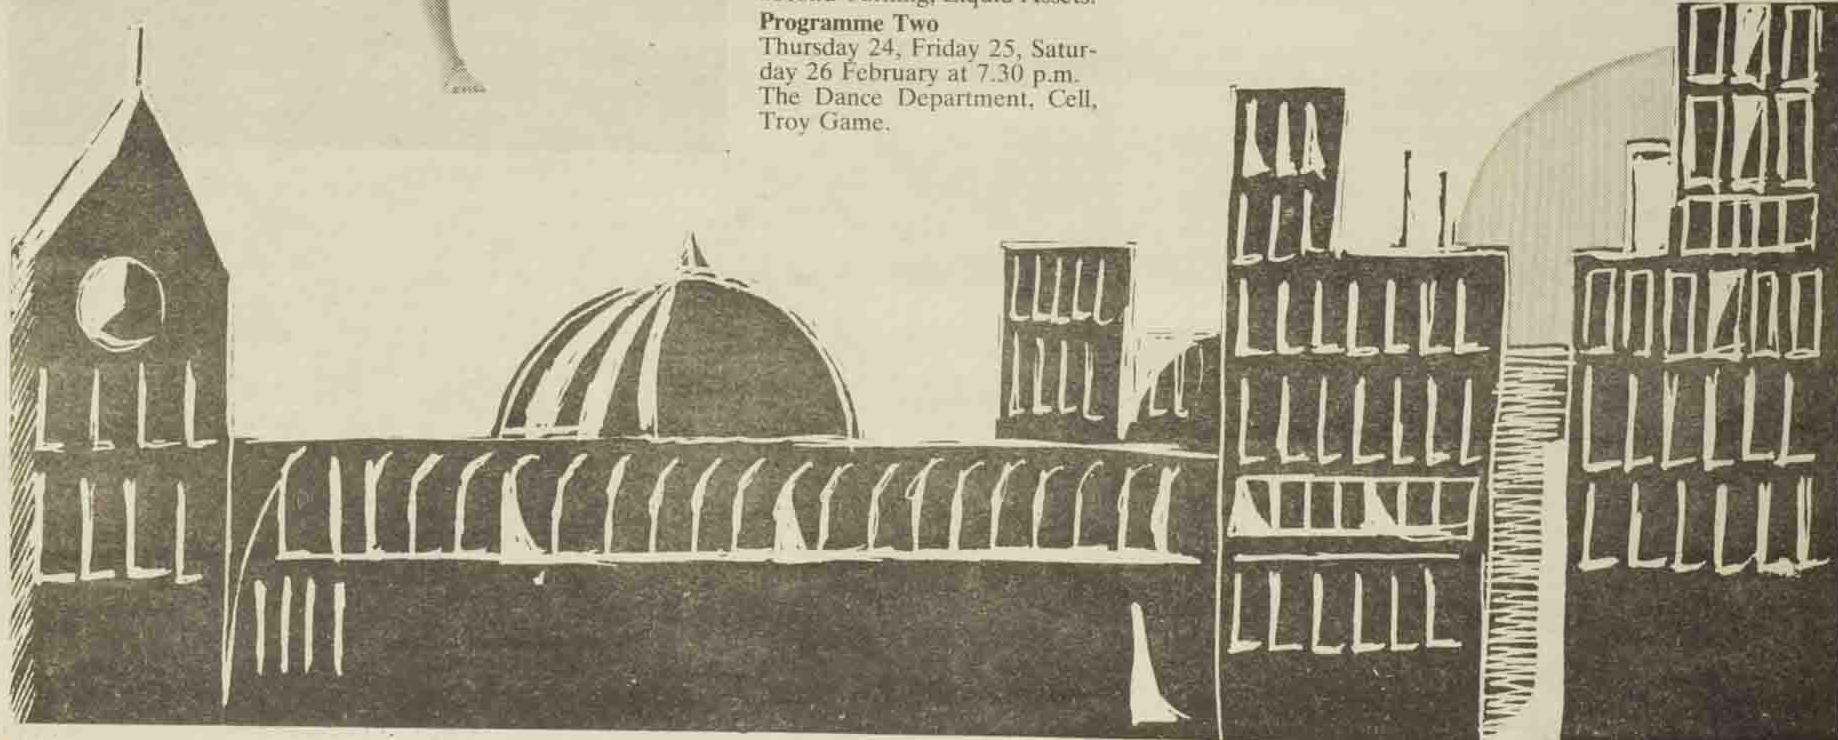 Programme Two
Thursday 24, Friday 25, Satur-
day 26 February at 7.30 p.m.
The Dance Department, Cell,
Troy Game.